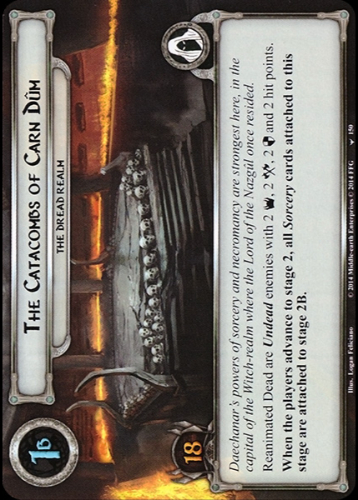 1B
THE CATACOMBS OF CARN DÛM
THE DREAD REALM
18
Daechanar's powers of sorcery and necromancy are strongest here, in the
capital of the Witch-realm where the Lord of the Nazgûl once resided.
Reanimated Dead are Undead enemies with 2, 2, 2 and 2 hit points.
When the players advance to stage 2, all Sorcery cards attached to this
stage are attached to stage 2B.
Illus. Logan Feliciano © 2014 Middle-earth Enterprises © 2014 FFG 150